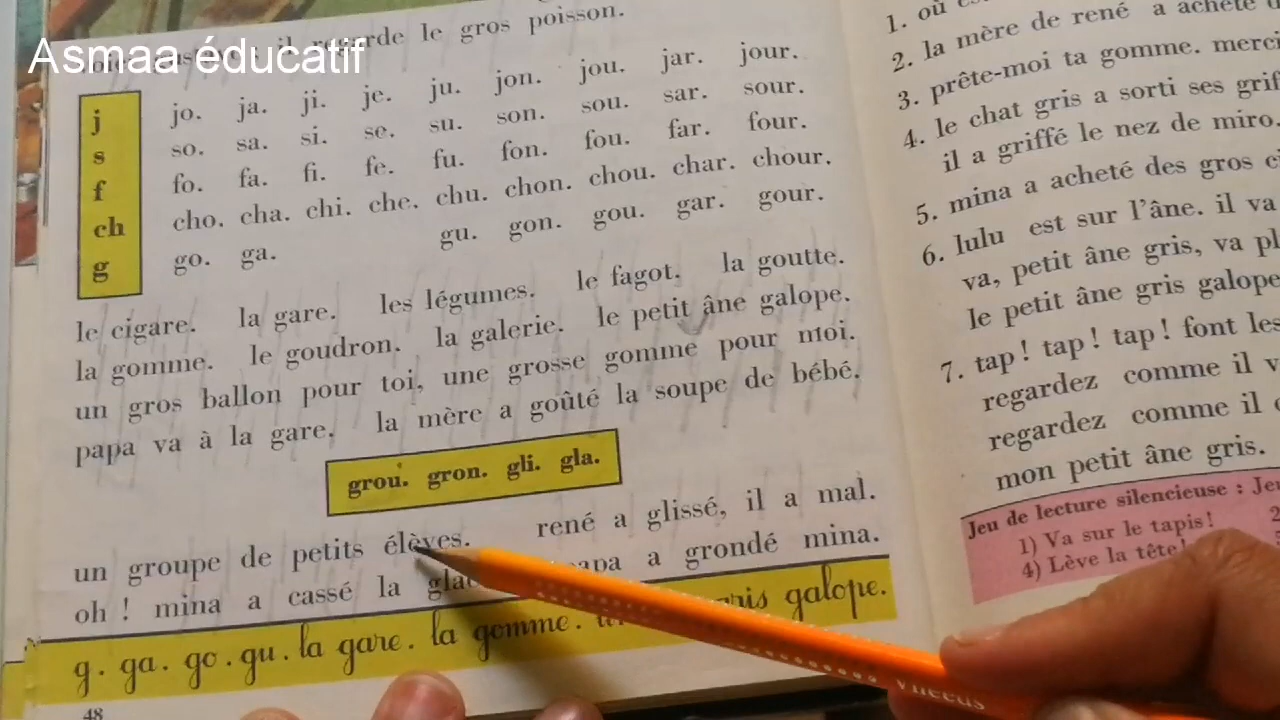 Asmaa éducatif
il regarde le gros poisson.
j jo. ja. ji. je. ju. jon. jou. jar. jour.
s so. sa. si. se. su. son. sou. sar. sour.
f fo. fa. fi. fe. fu. fon. fou. far. four.
ch cho. cha. chi. che. chu. chon. chou. char. chour.
g go. ga. gu. gon. gou. gar. gour.
le cigare. la gare. les légumes. le fagot. la goutte.
la gomme. le goudron. la galerie. le petit âne galope.
un gros ballon pour toi, une grosse gomme pour moi.
papa va à la gare. la mère a goûté la soupe de bébé.
grou. gron. gli. gla.
un groupe de petits élèves. rené a glissé, il a mal.
oh ! mina a cassé la a grondé mina.
g. ga. go. gu. la gare. la gomme. galope.
48
1. où
2. la mère de rené a acheté
3. prête-moi ta gomme. merci
4. le chat gris a sorti ses
il a griffé le nez de miro.
5. mina a acheté des gros
6. lulu est sur l'âne. il va
va, petit âne gris, va
le petit âne gris galope
7. tap ! tap ! tap ! font les
regardez comme il
regardez comme il
mon petit âne gris.
Jeu de lecture silencieuse :
1) Va sur le tapis !
4) Lève la tête !